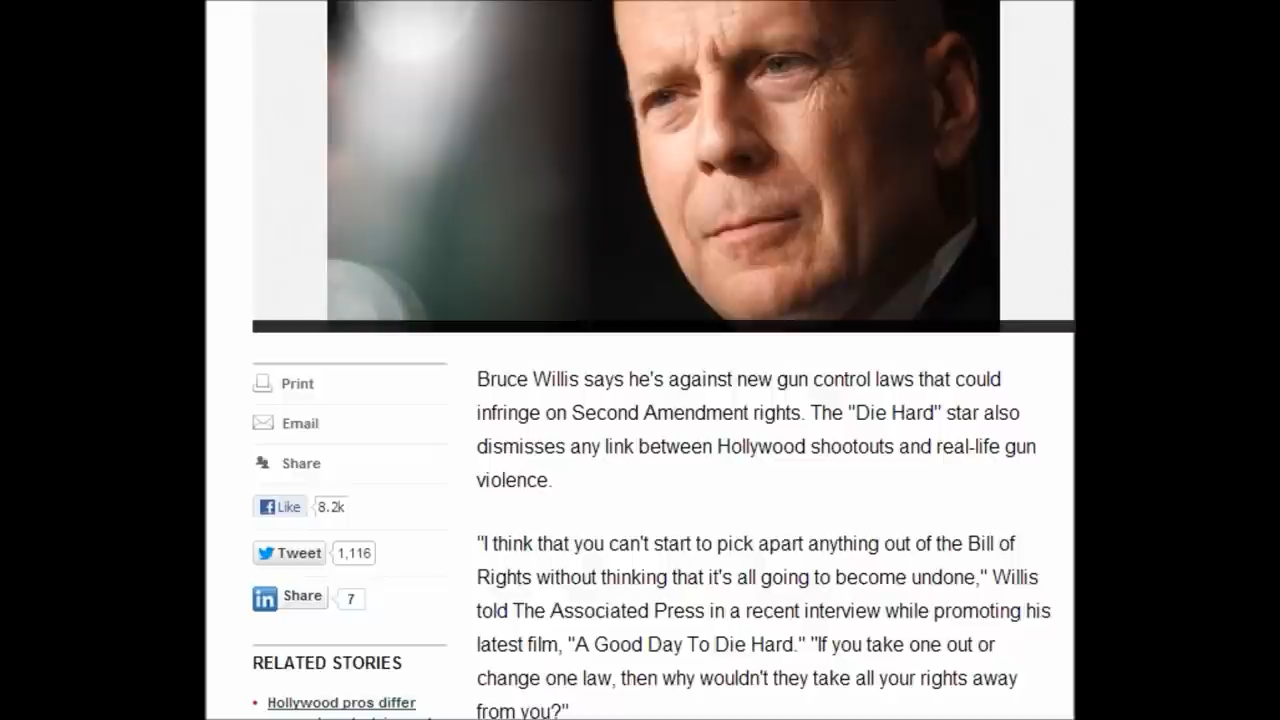 Print
Email
Share
Like 8.2k
Tweet 1,116
in Share 7
RELATED STORIES
• Hollywood pros differ
Bruce Willis says he's against new gun control laws that could
infringe on Second Amendment rights. The "Die Hard" star also
dismisses any link between Hollywood shootouts and real-life gun
violence.
"I think that you can't start to pick apart anything out of the Bill of
Rights without thinking that it's all going to become undone," Willis
told The Associated Press in a recent interview while promoting his
latest film, "A Good Day To Die Hard." "If you take one out or
change one law, then why wouldn't they take all your rights away
from you?"